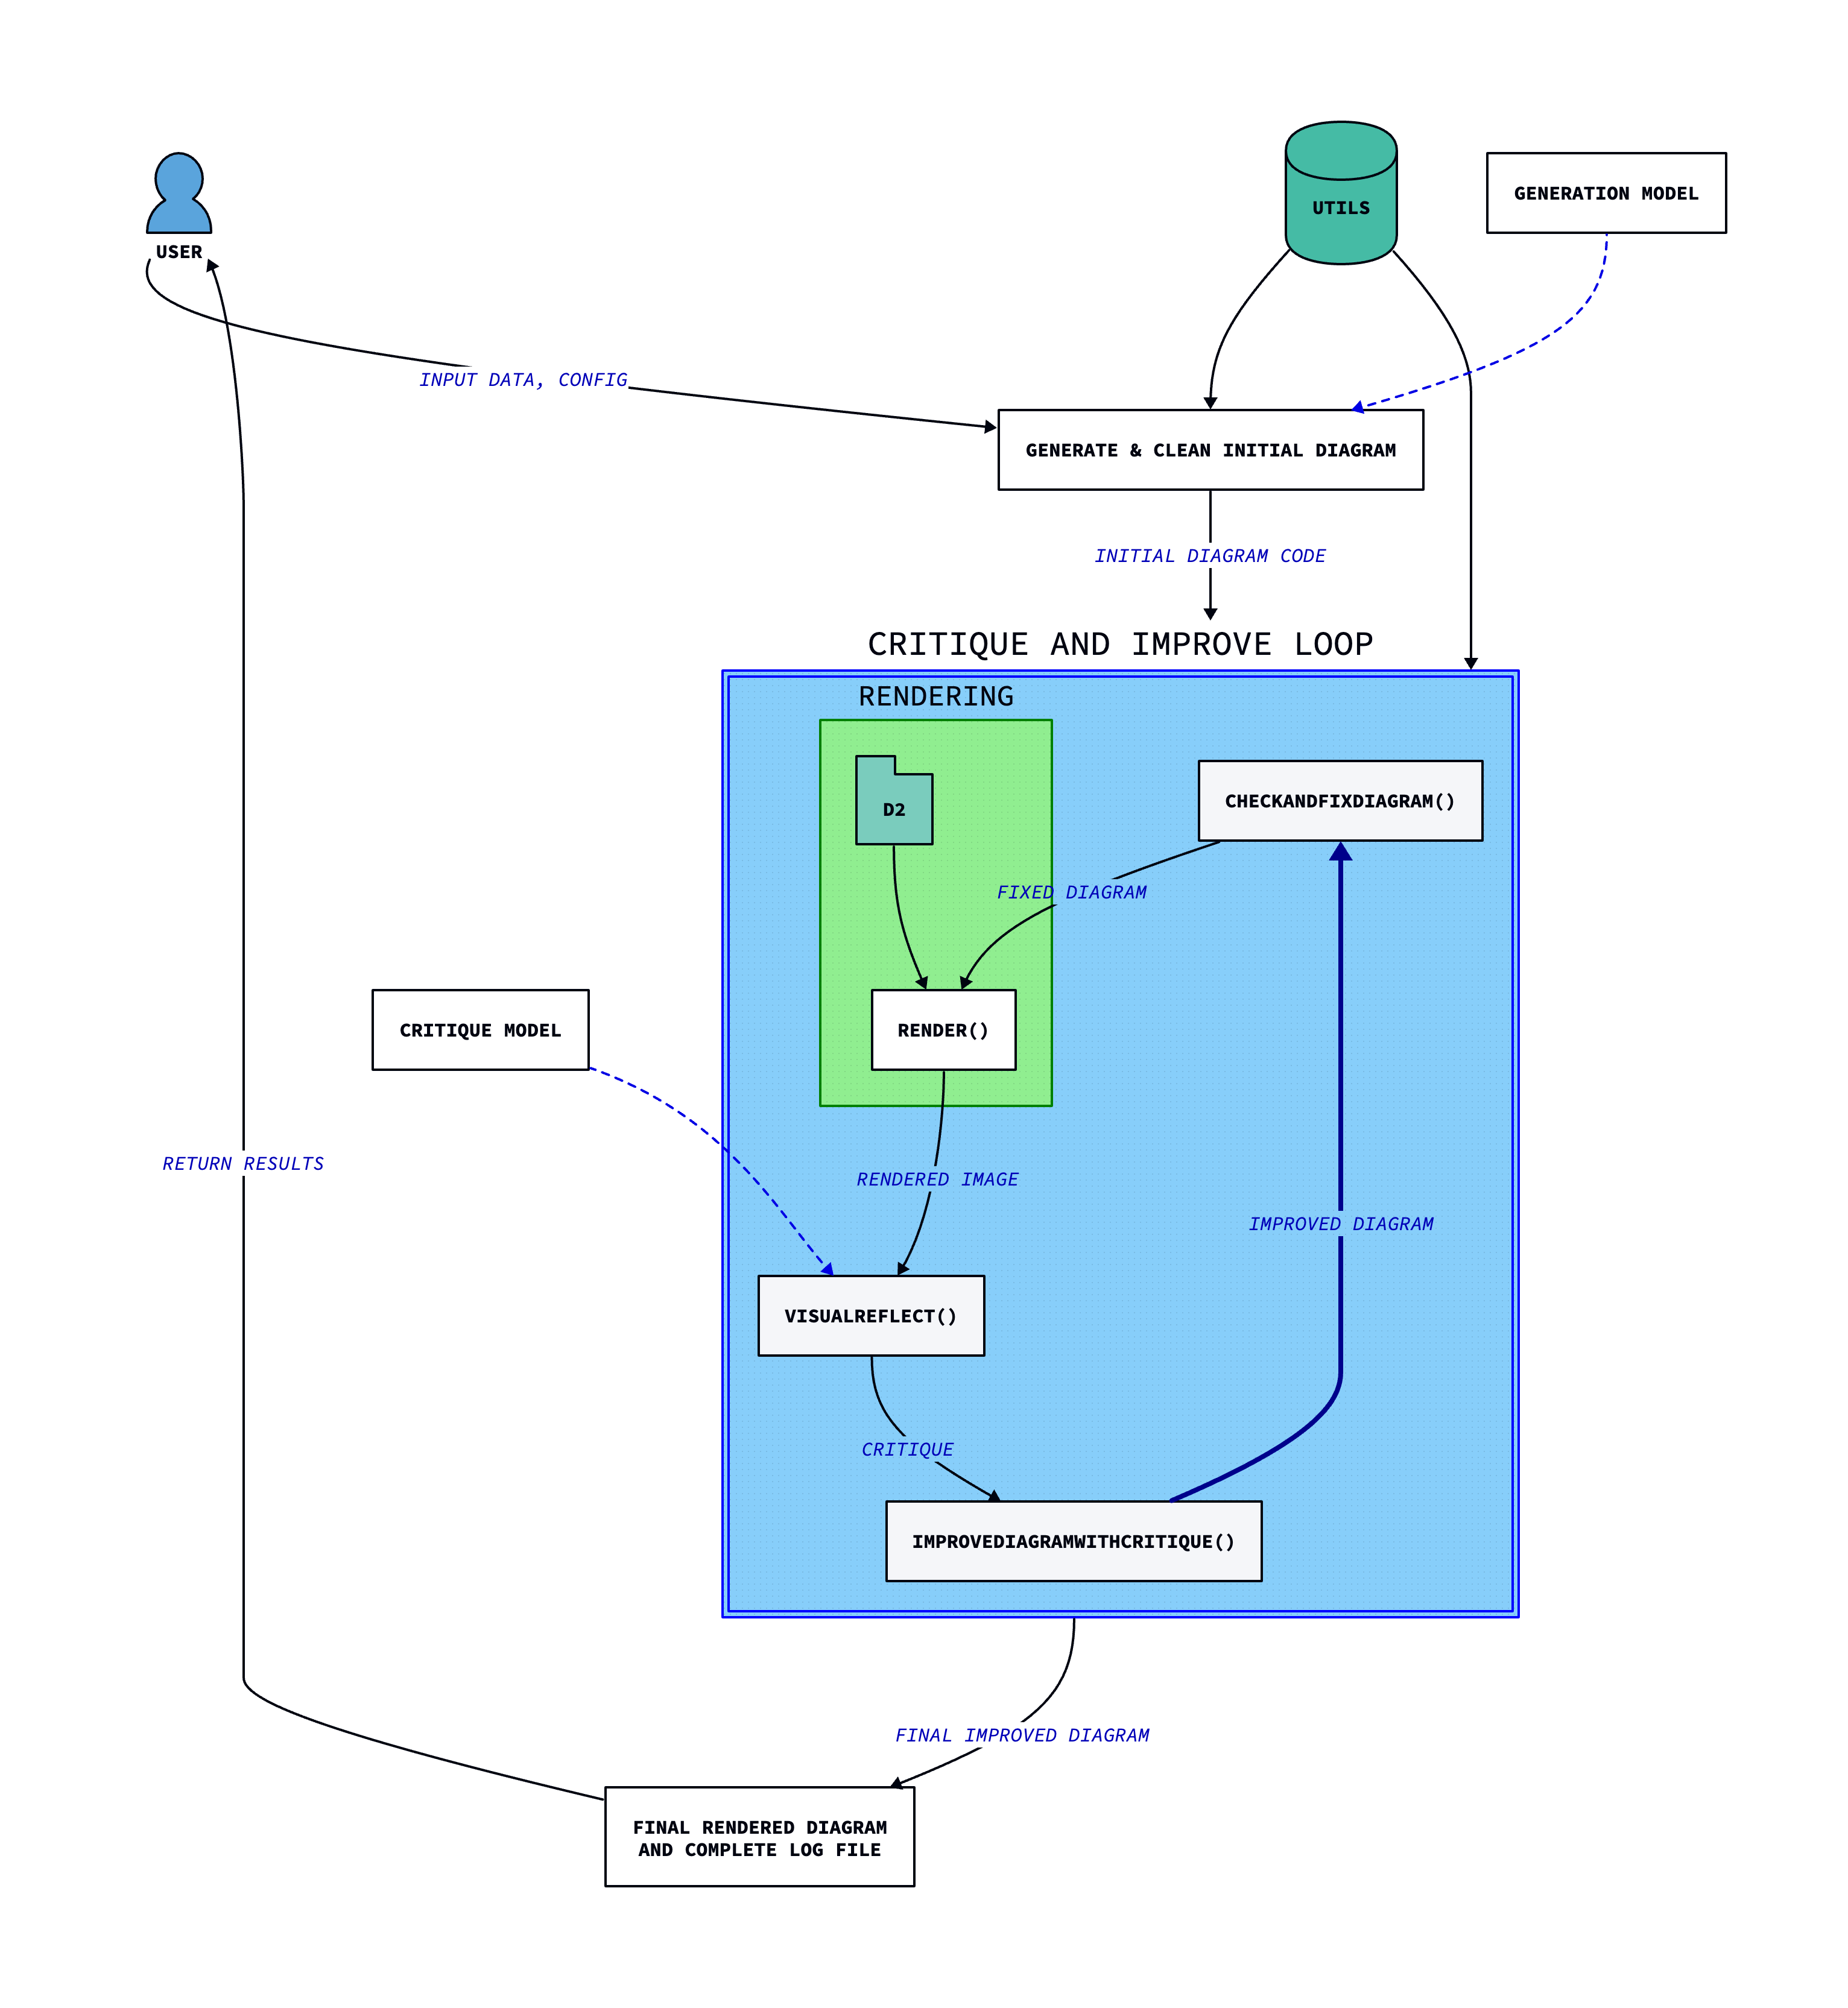 USER
UTILS
GENERATION MODEL
INPUT DATA, CONFIG
GENERATE & CLEAN INITIAL DIAGRAM
INITIAL DIAGRAM CODE
CRITIQUE AND IMPROVE LOOP
RENDERING
D2
CHECKANDFIXDIAGRAM()
FIXED DIAGRAM
CRITIQUE MODEL
RENDER()
RETURN RESULTS
RENDERED IMAGE
IMPROVED DIAGRAM
VISUALREFLECT()
CRITIQUE
IMPROVEDIAGRAMWITHCRITIQUE()
FINAL IMPROVED DIAGRAM
FINAL RENDERED DIAGRAM
AND COMPLETE LOG FILE